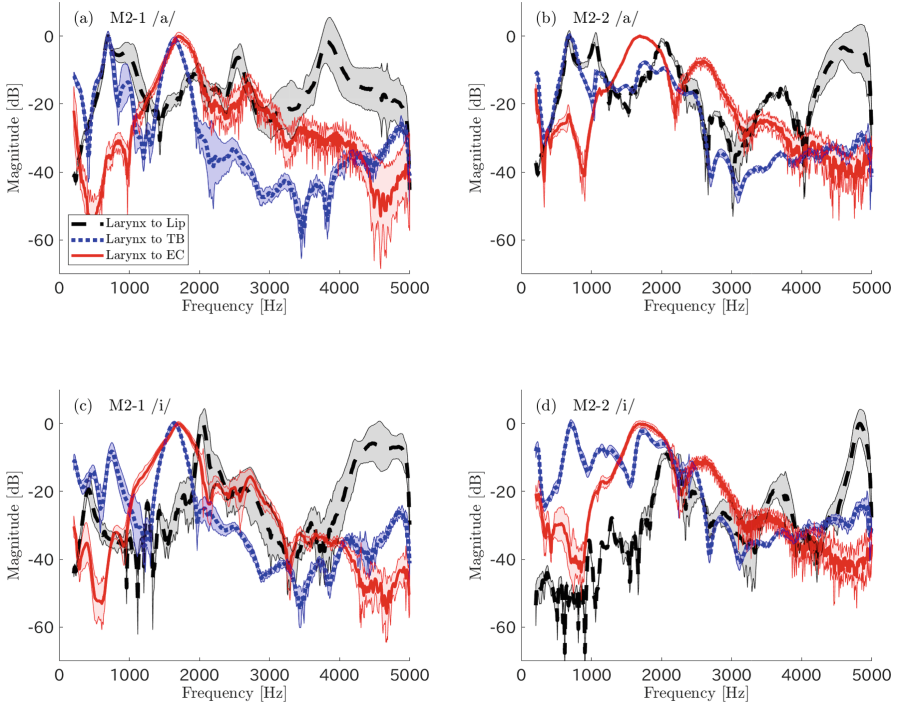 (a) M2-1 /a/
0
-20
-40
-60
Magnitude [dB]
Larynx to Lip
Larynx to TB
Larynx to EC
0 1000 2000 3000 4000 5000
Frequency [Hz]
(b) M2-2 /a/
0
-20
-40
-60
Magnitude [dB]
0 1000 2000 3000 4000 5000
Frequency [Hz]
(c) M2-1 /i/
0
-20
-40
-60
Magnitude [dB]
0 1000 2000 3000 4000 5000
Frequency [Hz]
(d) M2-2 /i/
0
-20
-40
-60
Magnitude [dB]
0 1000 2000 3000 4000 5000
Frequency [Hz]